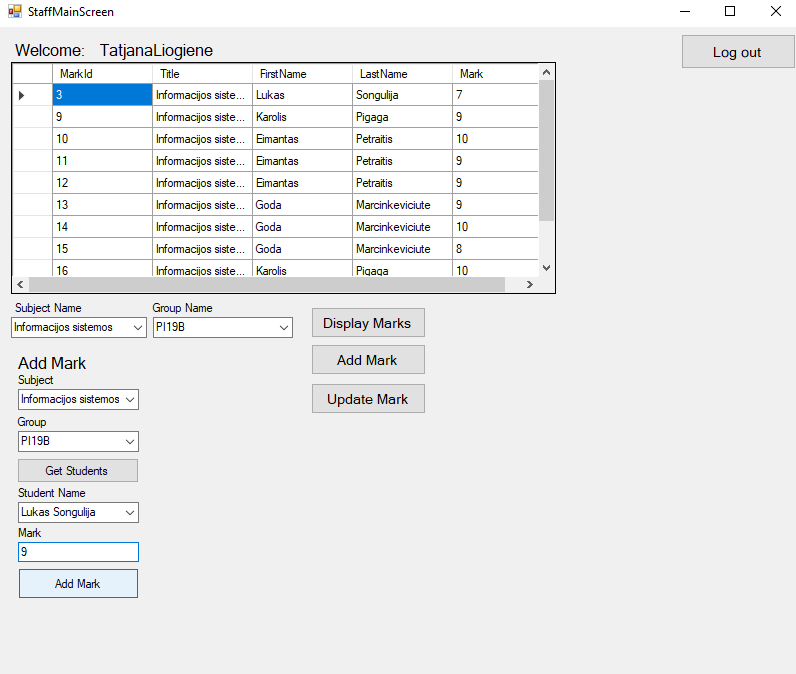 StaffMainScreen
Welcome: TatjanaLiogiene
Log out
MarkId Title FirstName LastName Mark
3 Informacijos siste... Lukas Songulija 7
9 Informacijos siste... Karolis Pigaga 9
10 Informacijos siste... Eimantas Petraitis 10
11 Informacijos siste... Eimantas Petraitis 9
12 Informacijos siste... Eimantas Petraitis 9
13 Informacijos siste... Goda Marcinkeviciute 9
14 Informacijos siste... Goda Marcinkeviciute 10
15 Informacijos siste... Goda Marcinkeviciute 8
16 Informacijos siste... Karolis Pigaga 10
Subject Name Group Name
Informacijos sistemos PI19B
Display Marks
Add Mark
Update Mark
Add Mark
Subject
Informacijos sistemos
Group
PI19B
Get Students
Student Name
Lukas Songulija
Mark
9
Add Mark